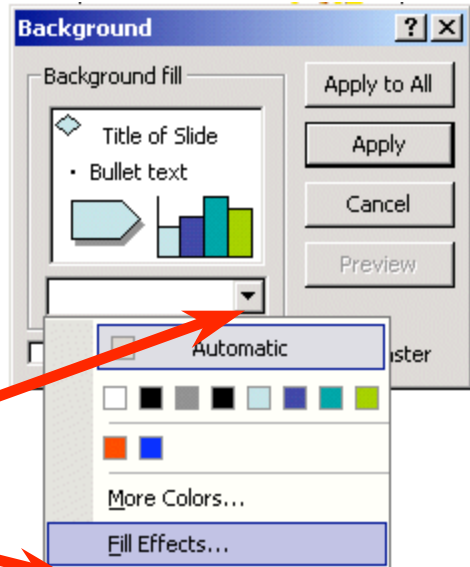 Background
Background fill
Title of Slide
• Bullet text
Apply to All
Apply
Cancel
Preview
Automatic
More Colors...
Fill Effects...